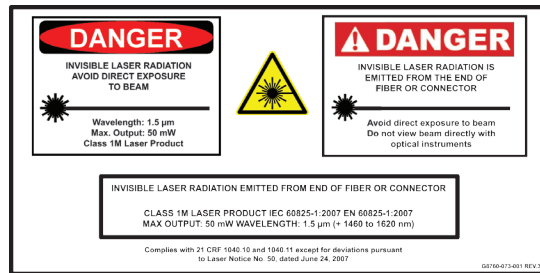 DANGER
INVISIBLE LASER RADIATION
AVOID DIRECT EXPOSURE
TO BEAM
Wavelength: 1.5 µm
Max. Output: 50 mW
Class 1M Laser Product
DANGER
INVISIBLE LASER RADIATION IS
EMITTED FROM THE END OF
FIBER OR CONNECTOR
Avoid direct exposure to beam
Do not view beam directly with
optical instruments
INVISIBLE LASER RADIATION EMITTED FROM END OF FIBER OR CONNECTOR
CLASS 1M LASER PRODUCT IEC 60825-1:2007 EN 60825-1:2007
MAX OUTPUT: 50 mW WAVELENGTH: 1.5 µm (+ 1460 to 1620 nm)
Complies with 21 CRF 1040.10 and 1040.11 except for deviations pursuant
to Laser Notice No. 50, dated June 24, 2007
G8760-073-001 REV.3